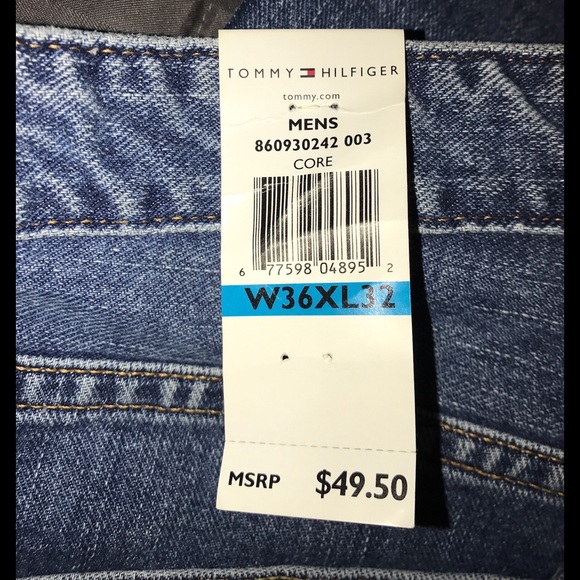 TOMMY HILFIGER
tommy.com
MENS
860930242 003
CORE
6 77598 04895 2
W36XL32
MSRP $49.50